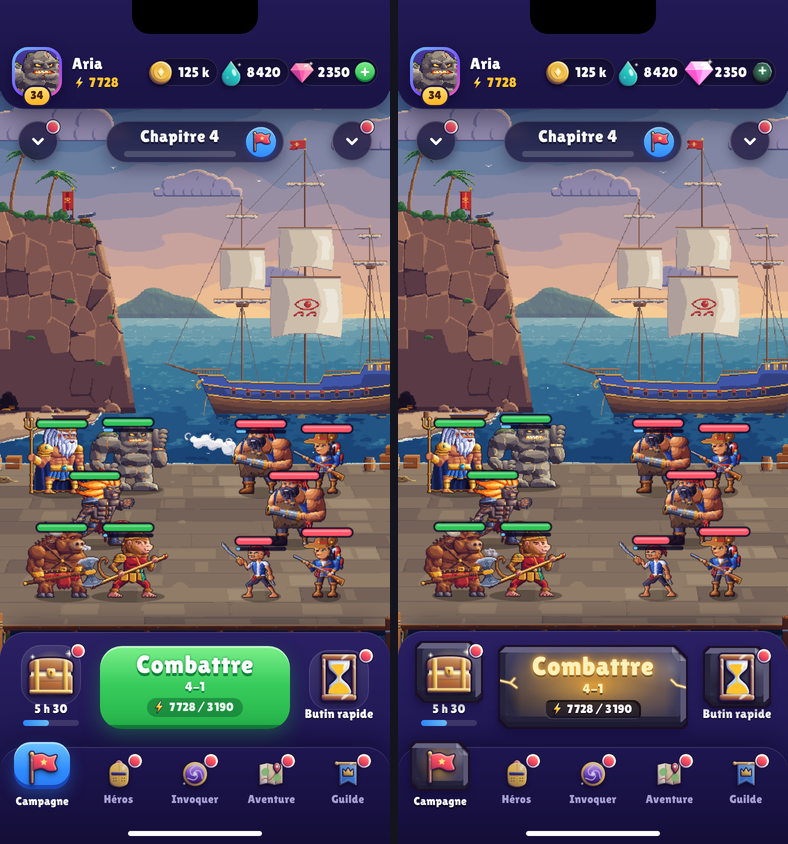 Aria
7728
34
125 k
8420
2350
Chapitre 4
Combattre
4-1
7728 / 3190
5 h 30
Butin rapide
Campagne
Héros
Invoquer
Aventure
Guilde
Aria
7728
34
125 k
8420
2350
Chapitre 4
Combattre
4-1
7728 / 3190
5 h 30
Butin rapide
Campagne
Héros
Invoquer
Aventure
Guilde